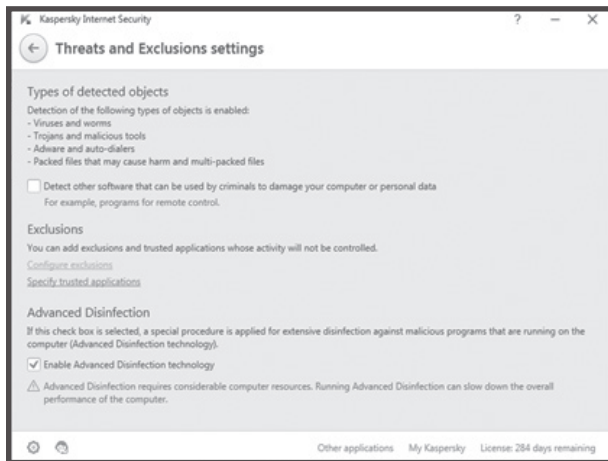 Kaspersky Internet Security
?
Threats and Exclusions settings
Types of detected objects
Detection of the following types of objects is enabled:
- Viruses and worms
- Trojans and malicious tools
- Adware and auto-dialers
- Packed files that may cause harm and multi-packed files
Detect other software that can be used by criminals to damage your computer or personal data
For example, programs for remote control.
Exclusions
You can add exclusions and trusted applications whose activity will not be controlled.
Configure exclusions
Specify trusted applications
Advanced Disinfection
If this check box is selected, a special procedure is applied for extensive disinfection against malicious programs that are running on the
computer (Advanced Disinfection technology).
Enable Advanced Disinfection technology
Advanced Disinfection requires considerable computer resources. Running Advanced Disinfection can slow down the overall
performance of the computer.
Other applications My Kaspersky License: 284 days remaining